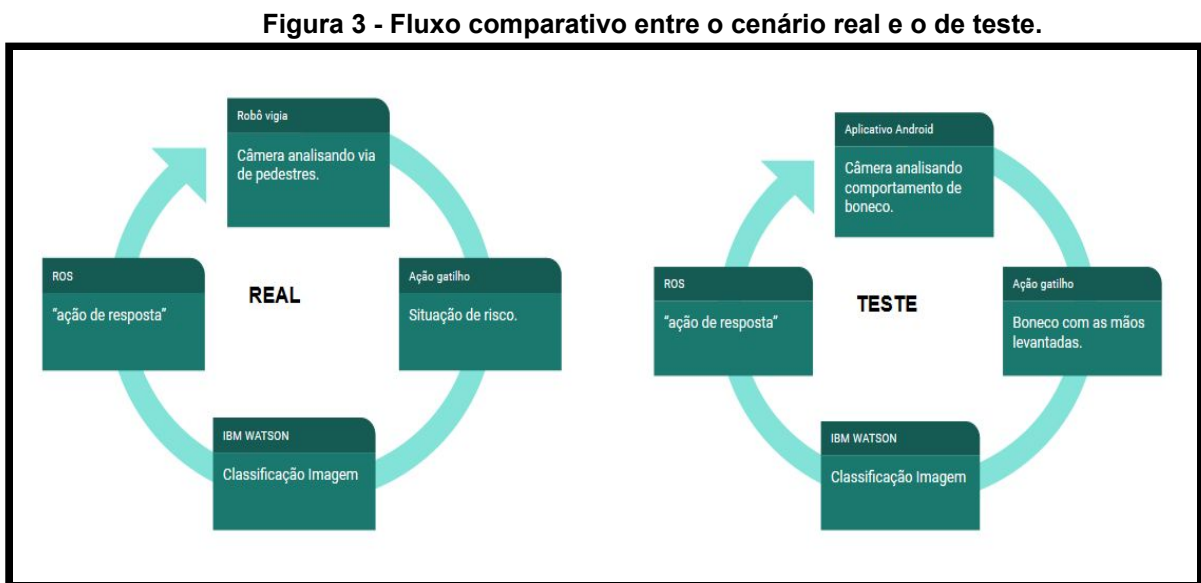 Figura 3 - Fluxo comparativo entre o cenário real e o de teste.
Robô vigia
Câmera analisando via
de pedestres.
ROS
"ação de resposta"
REAL
Ação gatilho
Situação de risco.
IBM WATSON
Classificação Imagem
Aplicativo Android
Câmera analisando
comportamento de
boneco.
ROS
"ação de resposta"
TESTE
Ação gatilho
Boneco com as mãos
levantadas.
IBM WATSON
Classificação Imagem